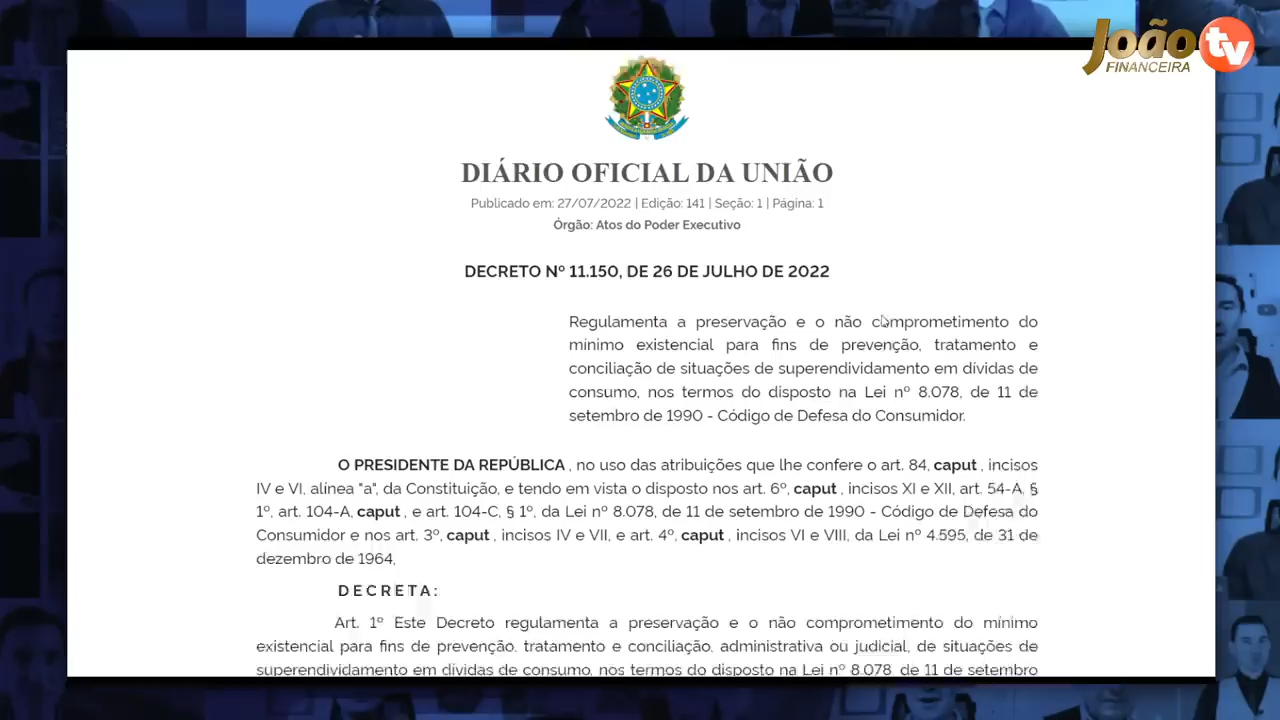 João
FINANCEIRA
tv
DIÁRIO OFICIAL DA UNIÃO
Publicado em: 27/07/2022 | Edição: 141 | Seção: 1 | Página: 1
Órgão: Atos do Poder Executivo
DECRETO Nº 11.150, DE 26 DE JULHO DE 2022
Regulamenta a preservação e o não comprometimento do
mínimo existencial para fins de prevenção, tratamento e
conciliação de situações de superendividamento em dívidas de
consumo, nos termos do disposto na Lei nº 8.078, de 11 de
setembro de 1990 - Código de Defesa do Consumidor.
O PRESIDENTE DA REPÚBLICA , no uso das atribuições que lhe confere o art. 84, caput , incisos
IV e VI, alínea "a", da Constituição, e tendo em vista o disposto nos art. 6º, caput , incisos XI e XII, art. 54-A, §
1º, art. 104-A, caput , e art. 104-C, § 1º, da Lei nº 8.078, de 11 de setembro de 1990 - Código de Defesa do
Consumidor e nos art. 3º, caput , incisos IV e VII, e art. 4º, caput , incisos VI e VIII, da Lei nº 4.595, de 31 de
dezembro de 1964,
DECRETA:
Art. 1º Este Decreto regulamenta a preservação e o não comprometimento do mínimo
existencial para fins de prevenção, tratamento e conciliação, administrativa ou judicial, de situações de
superendividamento em dívidas de consumo, nos termos do disposto na Lei nº 8.078, de 11 de setembro